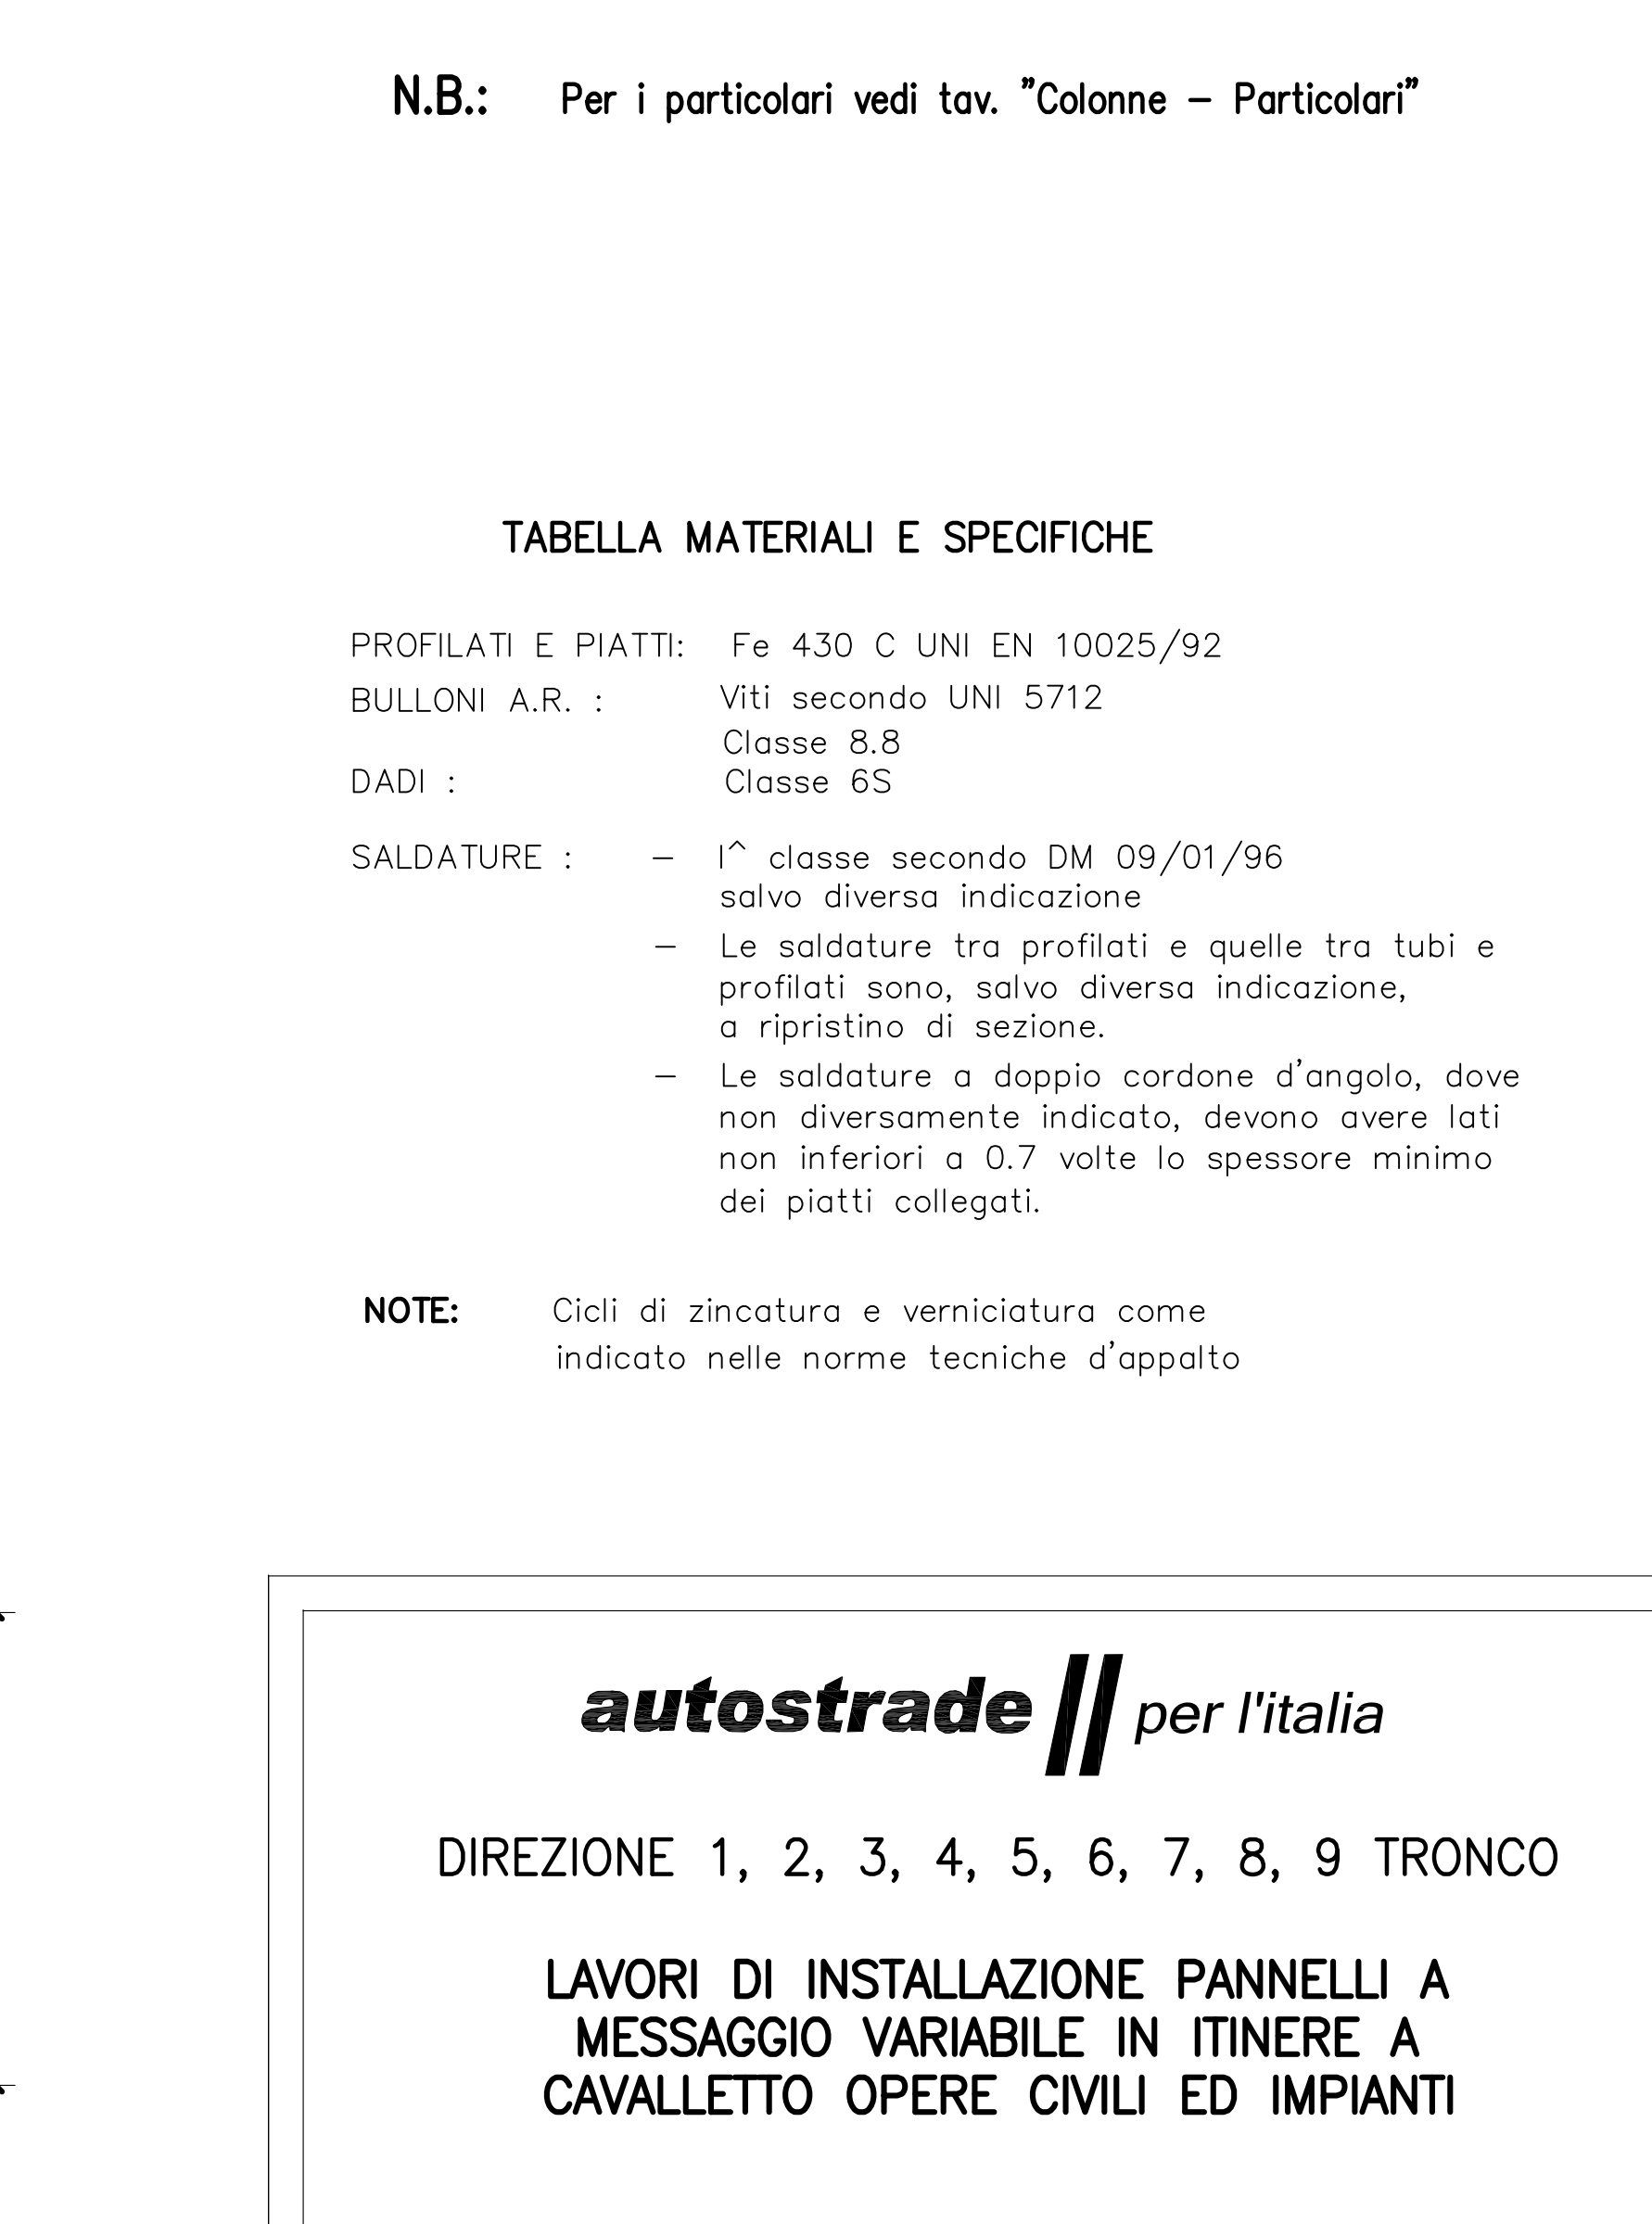 N.B.: Per i particolari vedi tav. "Colonne – Particolari"
TABELLA MATERIALI E SPECIFICHE
PROFILATI E PIATTI: Fe 430 C UNI EN 10025/92
BULLONI A.R. : Viti secondo UNI 5712
Classe 8.8
DADI : Classe 6S
SALDATURE : – I^ classe secondo DM 09/01/96
salvo diversa indicazione
– Le saldature tra profilati e quelle tra tubi e
profilati sono, salvo diversa indicazione,
a ripristino di sezione.
– Le saldature a doppio cordone d'angolo, dove
non diversamente indicato, devono avere lati
non inferiori a 0.7 volte lo spessore minimo
dei piatti collegati.
NOTE: Cicli di zincatura e verniciatura come
indicato nelle norme tecniche d'appalto
autostrade // per l'italia
DIREZIONE 1, 2, 3, 4, 5, 6, 7, 8, 9 TRONCO
LAVORI DI INSTALLAZIONE PANNELLI A
MESSAGGIO VARIABILE IN ITINERE A
CAVALLETTO OPERE CIVILI ED IMPIANTI